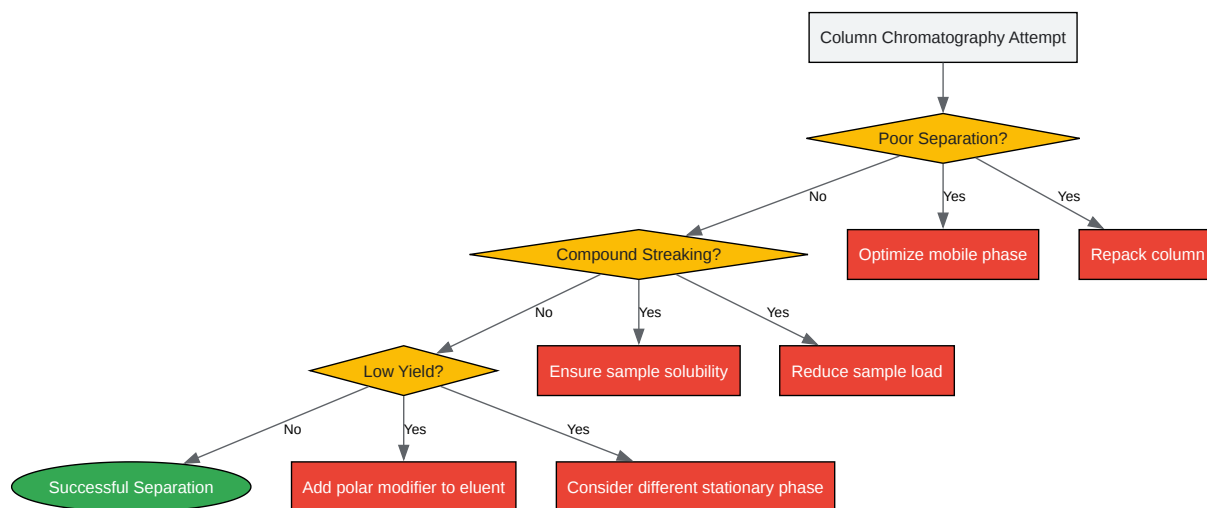 Column Chromatography Attempt
Poor Separation?
No
Yes
Yes
Compound Streaking?
Optimize mobile phase
Repack column
No
Yes
Yes
Low Yield?
Ensure sample solubility
Reduce sample load
No
Yes
Yes
Successful Separation
Add polar modifier to eluent
Consider different stationary phase